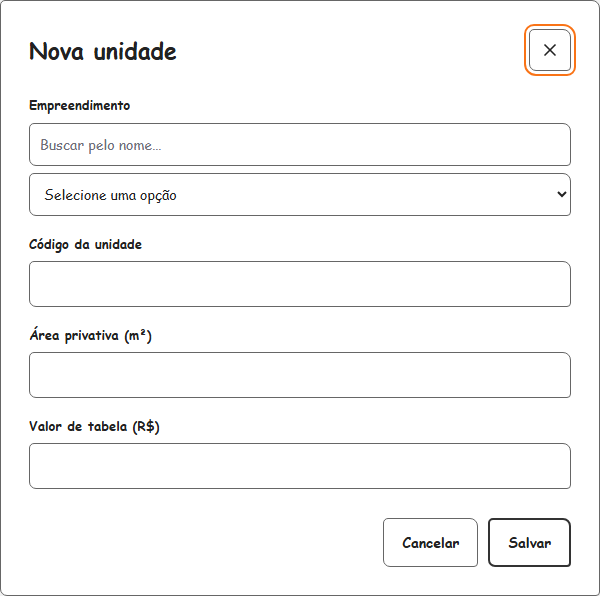 Nova unidade
Empreendimento
Buscar pelo nome...
Selecione uma opção
Código da unidade
Área privativa (m²)
Valor de tabela (R$)
Cancelar
Salvar